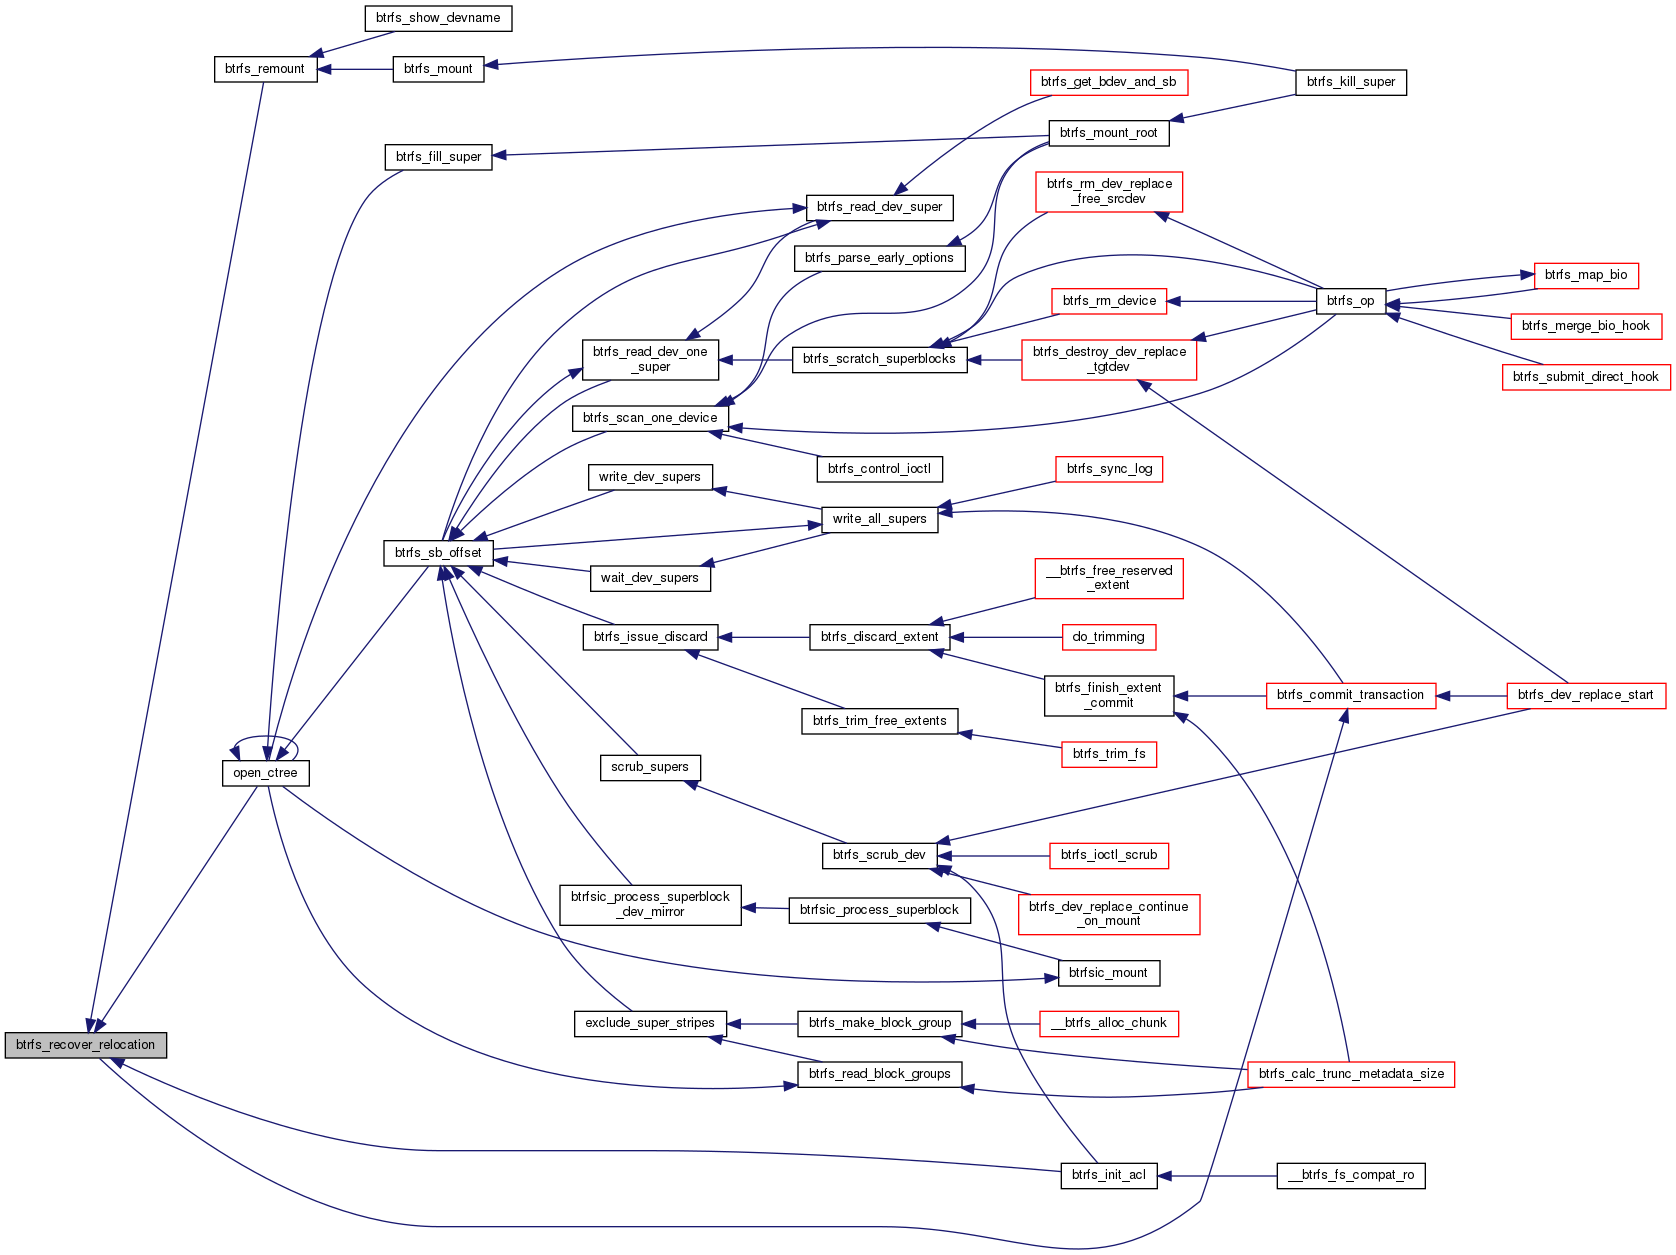 btrfs_show_devname
btrfs_remount
btrfs_mount
btrfs_get_bdev_and_sb
btrfs_kill_super
btrfs_mount_root
btrfs_fill_super
btrfs_rm_dev_replace
_free_srcdev
btrfs_read_dev_super
btrfs_parse_early_options
btrfs_map_bio
btrfs_rm_device
btrfs_op
btrfs_merge_bio_hook
btrfs_read_dev_one
_super
btrfs_scratch_superblocks
btrfs_destroy_dev_replace
_tgtdev
btrfs_submit_direct_hook
btrfs_scan_one_device
btrfs_control_ioctl
btrfs_sync_log
write_dev_supers
write_all_supers
btrfs_sb_offset
wait_dev_supers
__btrfs_free_reserved
_extent
btrfs_issue_discard
btrfs_discard_extent
do_trimming
btrfs_finish_extent
_commit
btrfs_commit_transaction
btrfs_dev_replace_start
btrfs_trim_free_extents
btrfs_trim_fs
scrub_supers
open_ctree
btrfs_scrub_dev
btrfs_ioctl_scrub
btrfsic_process_superblock
_dev_mirror
btrfsic_process_superblock
btrfs_dev_replace_continue
_on_mount
btrfsic_mount
exclude_super_stripes
btrfs_make_block_group
__btrfs_alloc_chunk
btrfs_recover_relocation
btrfs_read_block_groups
btrfs_calc_trunc_metadata_size
btrfs_init_acl
__btrfs_fs_compat_ro